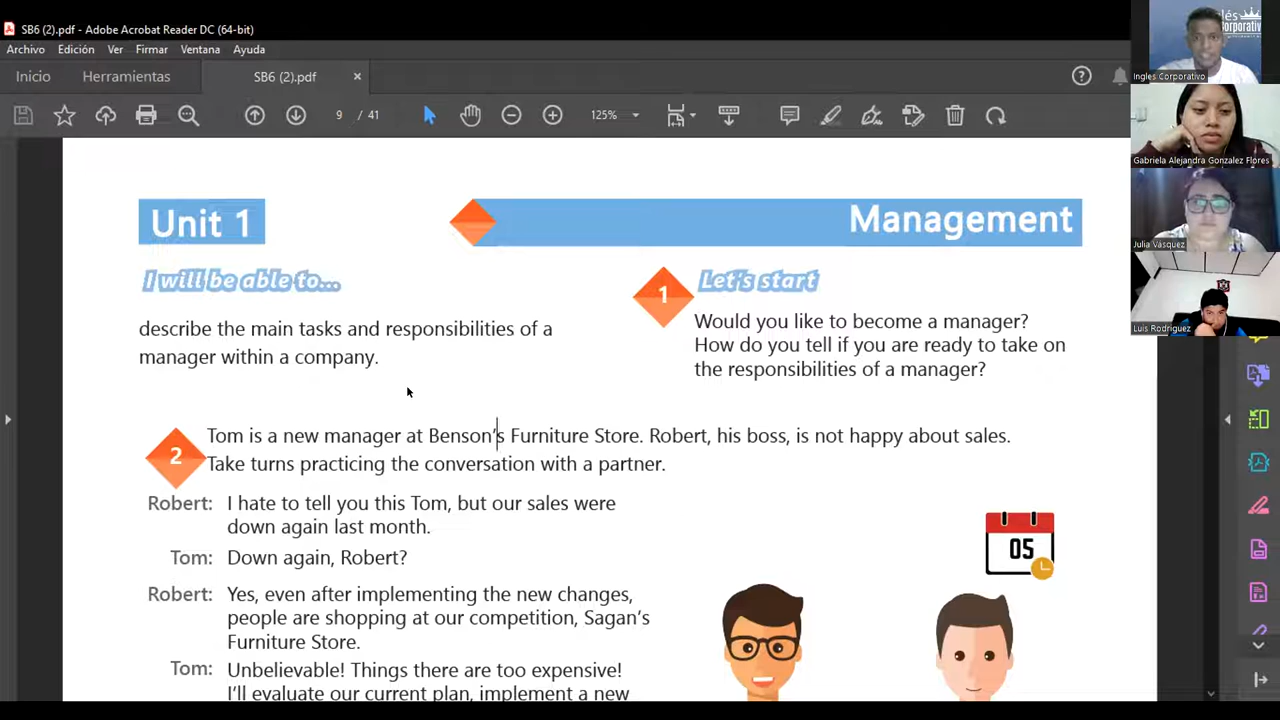 SB6 (2).pdf - Adobe Acrobat Reader DC (64-bit)
Archivo Edición Ver Firmar Ventana Ayuda
Inicio Herramientas SB6 (2).pdf ×
9 / 41 125%
Unit 1
Management
I will be able to...
describe the main tasks and responsibilities of a
manager within a company.
1 Let's start
Would you like to become a manager?
How do you tell if you are ready to take on
the responsibilities of a manager?
2 Tom is a new manager at Benson's Furniture Store. Robert, his boss, is not happy about sales.
Take turns practicing the conversation with a partner.
Robert: I hate to tell you this Tom, but our sales were
down again last month.
Tom: Down again, Robert?
Robert: Yes, even after implementing the new changes,
people are shopping at our competition, Sagan's
Furniture Store.
Tom: Unbelievable! Things there are too expensive!
I'll evaluate our current plan, implement a new
05
Ingles Corporativo
Gabriela Alejandra Gonzalez Flores
Julia Vásquez
Luis Rodriguez